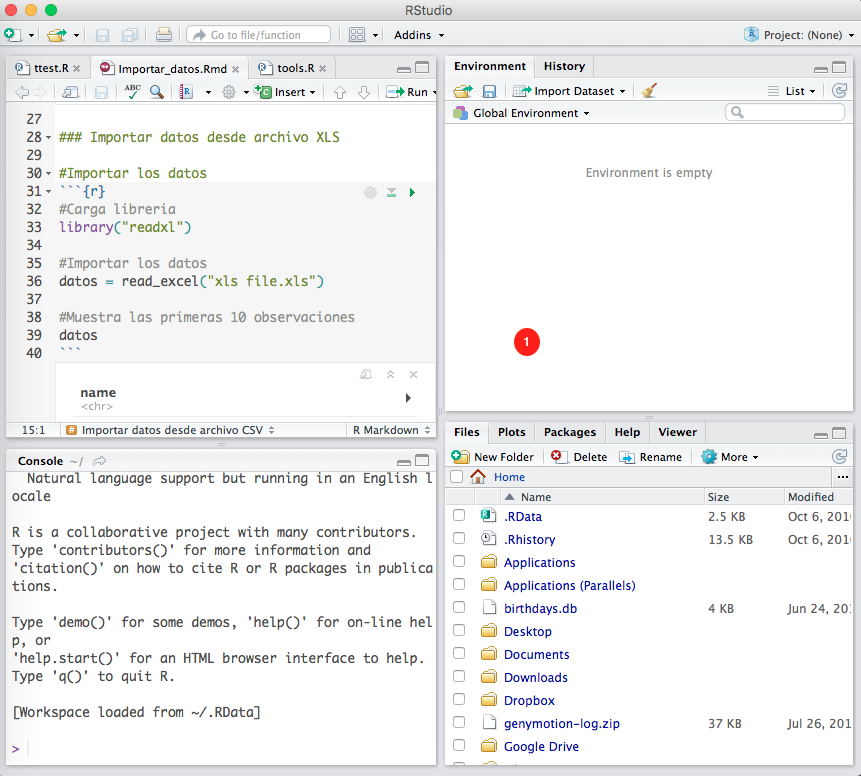 RStudio
Go to file/function
Addins
Project: (None)
ttest.R
Importar_datos.Rmd
tools.R
ABC
Insert
Run
27
28 ### Importar datos desde archivo XLS
29
30 #Importar los datos
31 ```{r}
32 #Carga libreria
33 library("readxl")
34
35 #Importar los datos
36 datos = read_excel("xls file.xls")
37
38 #Muestra las primeras 10 observaciones
39 datos
40 ```
name
<chr>
15:1 # Importar datos desde archivo CSV R Markdown
Console ~/
Natural language support but running in an English l
ocale
R is a collaborative project with many contributors.
Type 'contributors()' for more information and
'citation()' on how to cite R or R packages in publica
tions.
Type 'demo()' for some demos, 'help()' for on-line hel
p, or
'help.start()' for an HTML browser interface to help.
Type 'q()' to quit R.
[Workspace loaded from ~/.RData]
>
Environment History
Import Dataset
List
Global Environment
Environment is empty
1
Files Plots Packages Help Viewer
New Folder Delete Rename More
Home ...
Name Size Modified
.RData 2.5 KB Oct 6, 201
.Rhistory 13.5 KB Oct 6, 201
Applications
Applications (Parallels)
birthdays.db 4 KB Jun 24, 20
Desktop
Documents
Downloads
Dropbox
genymotion-log.zip 37 KB Jul 26, 201
Google Drive